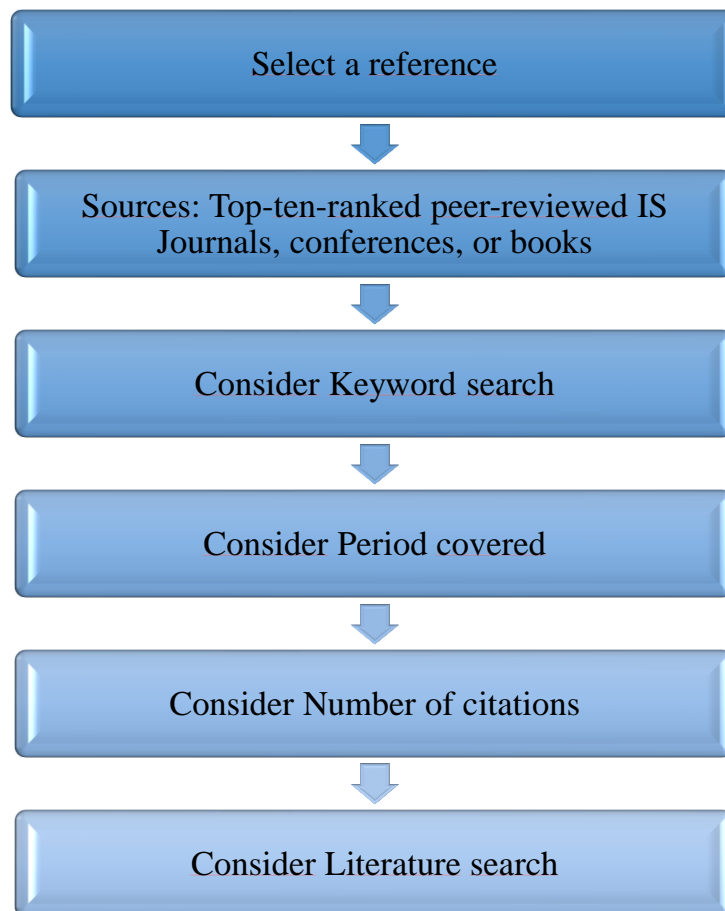 Select a reference
Sources: Top-ten-ranked peer-reviewed IS
Journals, conferences, or books
Consider Keyword search
Consider Period covered
Consider Number of citations
Consider Literature search